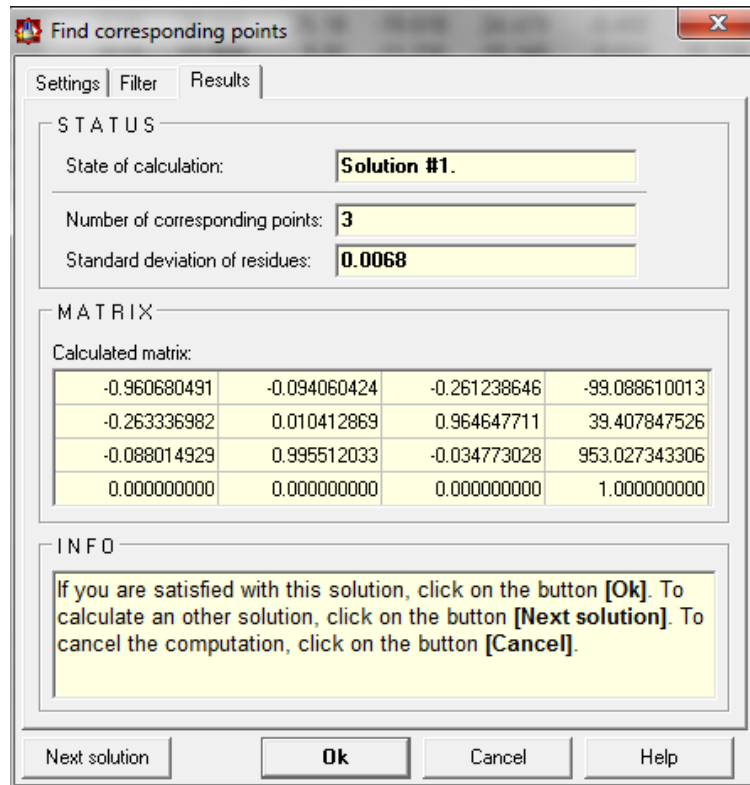 Find corresponding points
Settings Filter Results
STATUS
State of calculation: Solution #1.
Number of corresponding points: 3
Standard deviation of residues: 0.0068
MATRIX
Calculated matrix:
-0.960680491 -0.094060424 -0.261238646 -99.088610013
-0.263336982 0.010412869 0.964647711 39.407847526
-0.088014929 0.995512033 -0.034773028 953.027343306
0.000000000 0.000000000 0.000000000 1.000000000
INFO
If you are satisfied with this solution, click on the button [Ok]. To
calculate an other solution, click on the button [Next solution]. To
cancel the computation, click on the button [Cancel].
Next solution Ok Cancel Help